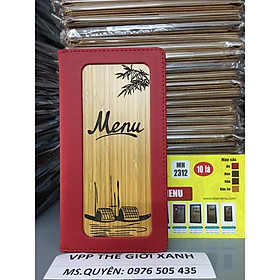 Menu
MH
2312
10 lá
Màu sắc
MENU
VPP THẾ GIỚI XANH
MS.QUYÊN: 0976 505 435